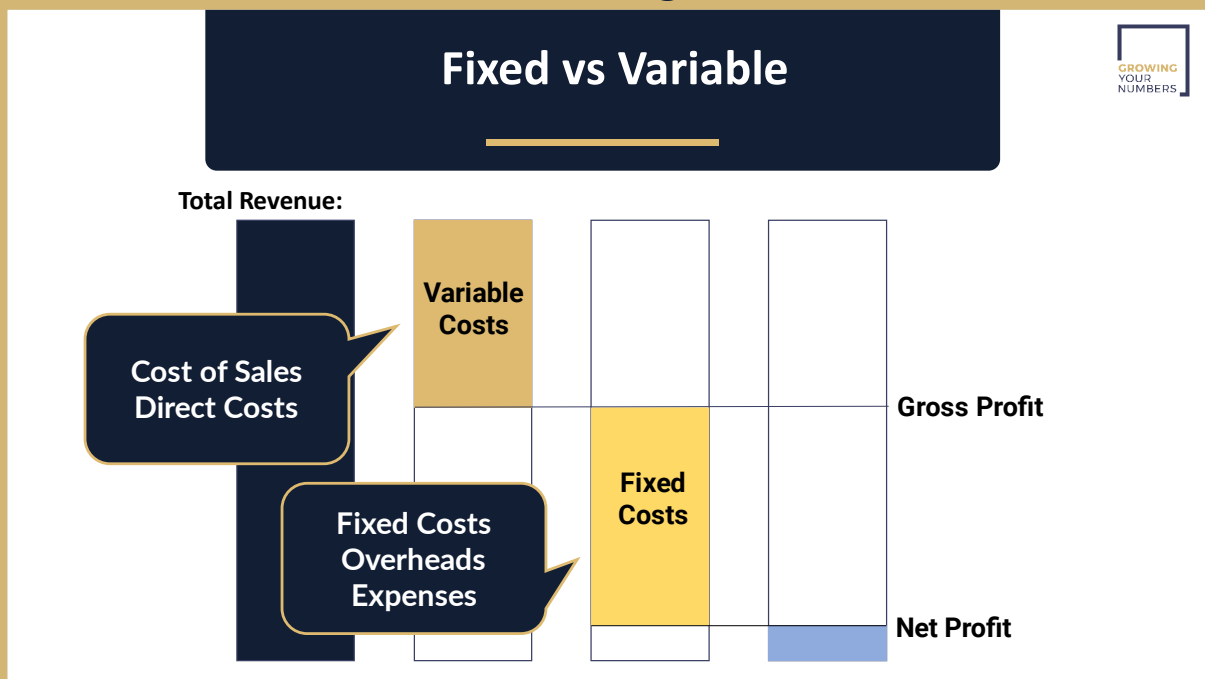 Fixed vs Variable
GROWING
YOUR
NUMBERS
Total Revenue:
Variable
Costs
Cost of Sales
Direct Costs
Gross Profit
Fixed
Costs
Fixed Costs
Overheads
Expenses
Net Profit